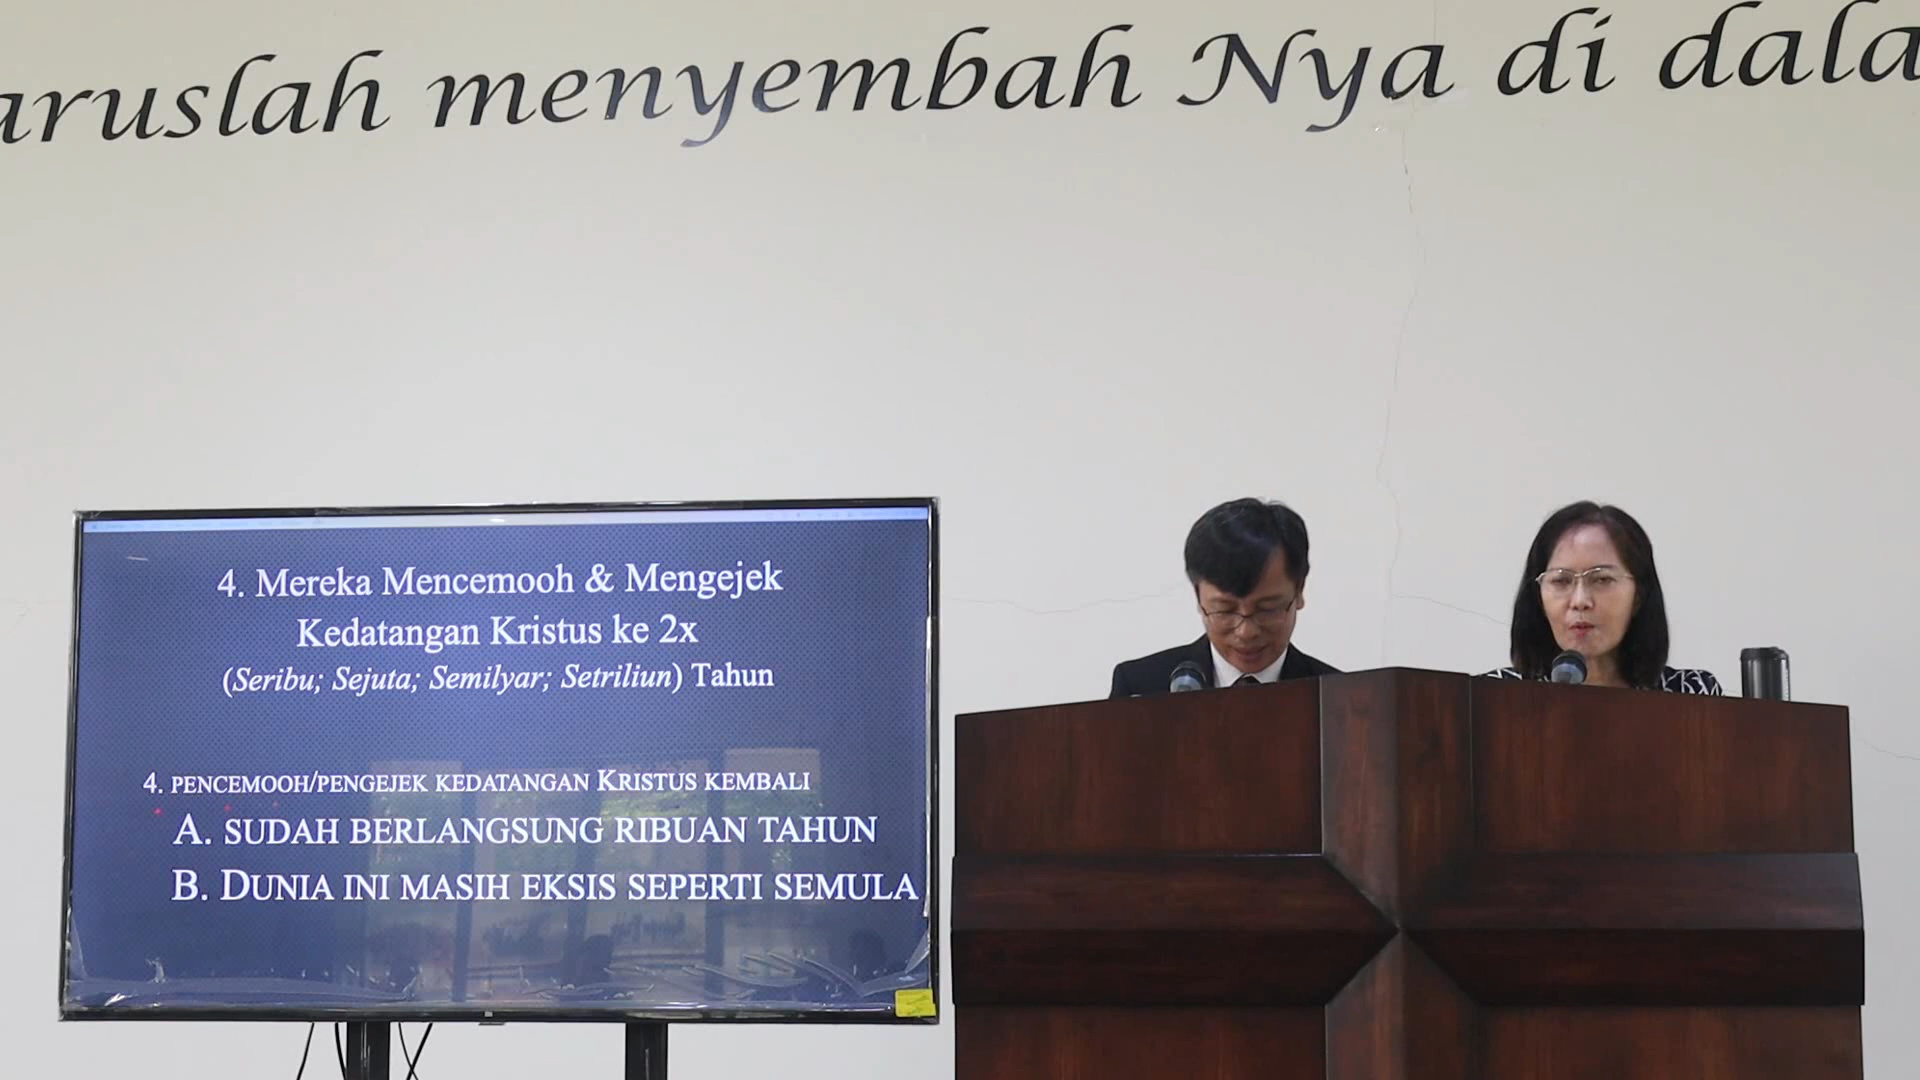 aruslah menyembah Nya di dala
4. Mereka Mencemooh & Mengejek
Kedatangan Kristus ke 2x
(Seribu; Sejuta; Semilyar; Setriliun) Tahun
4. PENCEMOOH/PENGEJEK KEDATANGAN KRISTUS KEMBALI
A. SUDAH BERLANGSUNG RIBUAN TAHUN
B. DUNIA INI MASIH EKSIS SEPERTI SEMULA